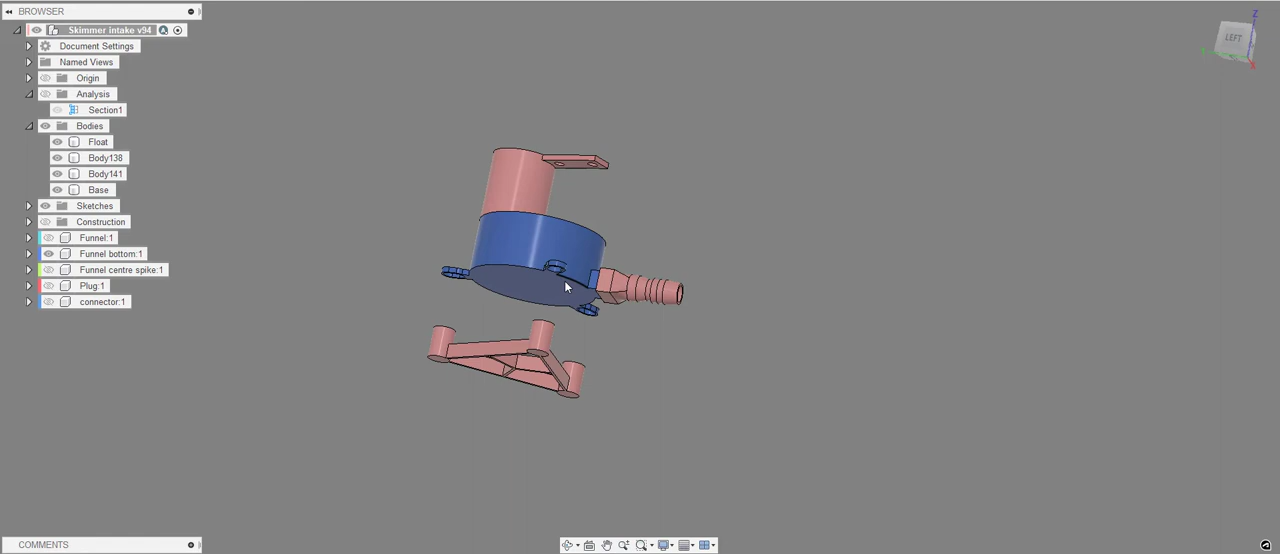 BROWSER
Skimmer intake v94
Document Settings
Named Views
Origin
Analysis
Section1
Bodies
Float
Body138
Body141
Base
Sketches
Construction
Funnel:1
Funnel bottom:1
Funnel centre spike:1
Plug:1
connector:1
COMMENTS
Z
LEFT
Y
X